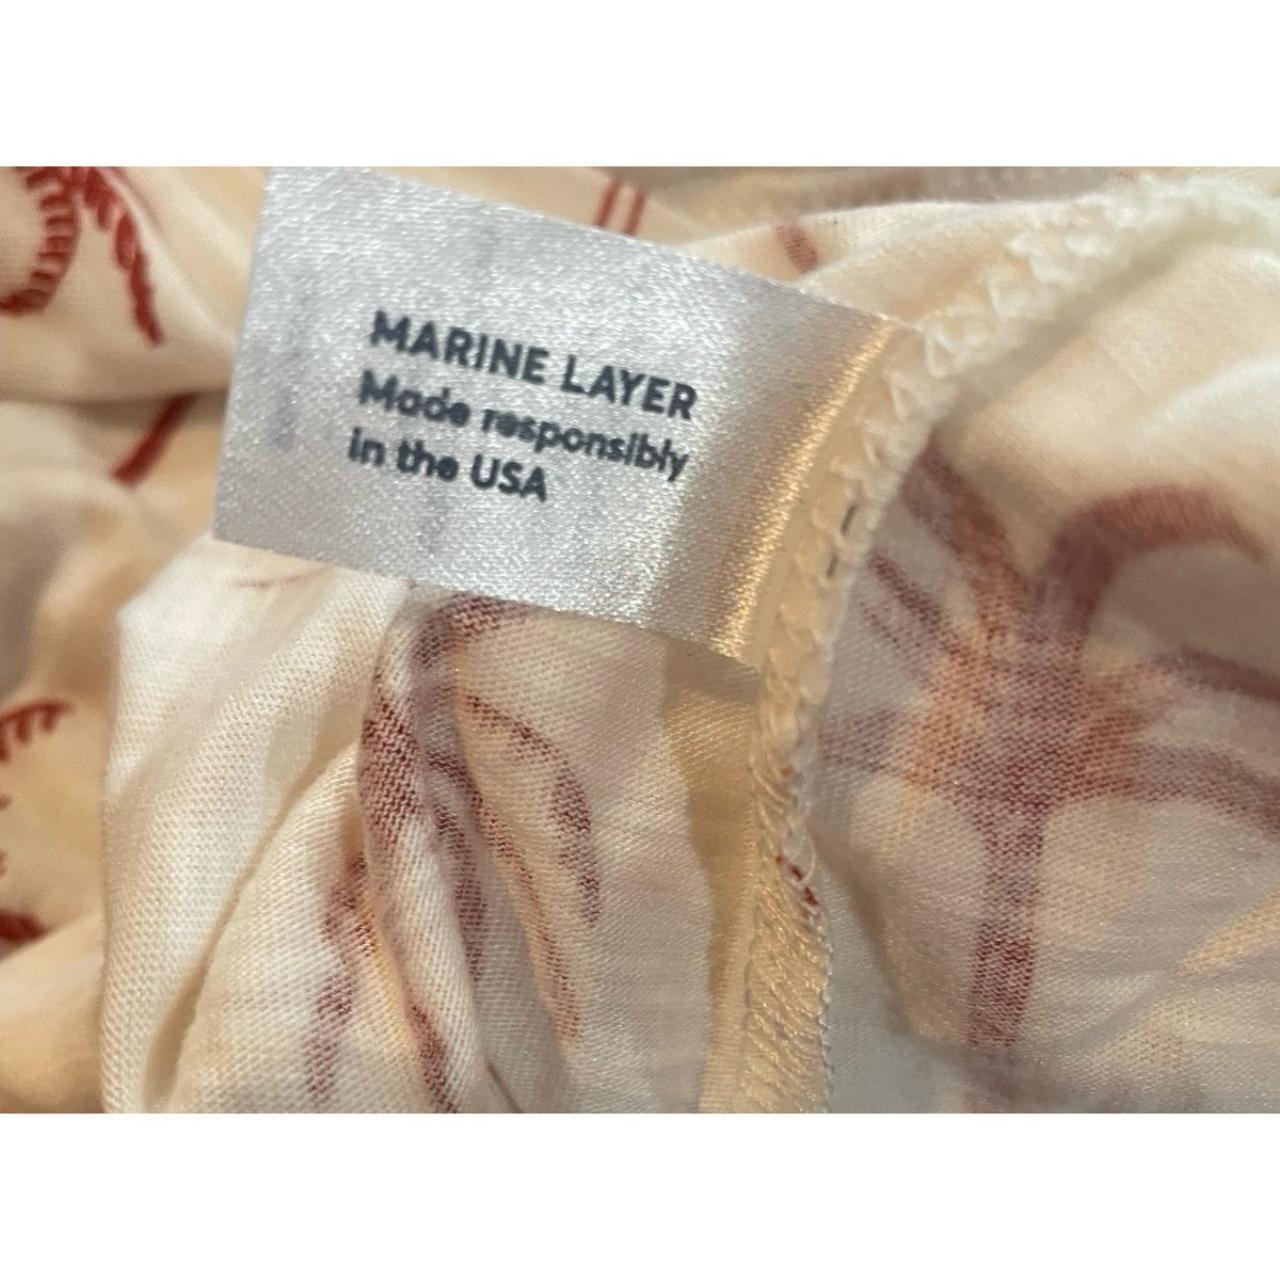 MARINE LAYER
Made responsibly
in the USA